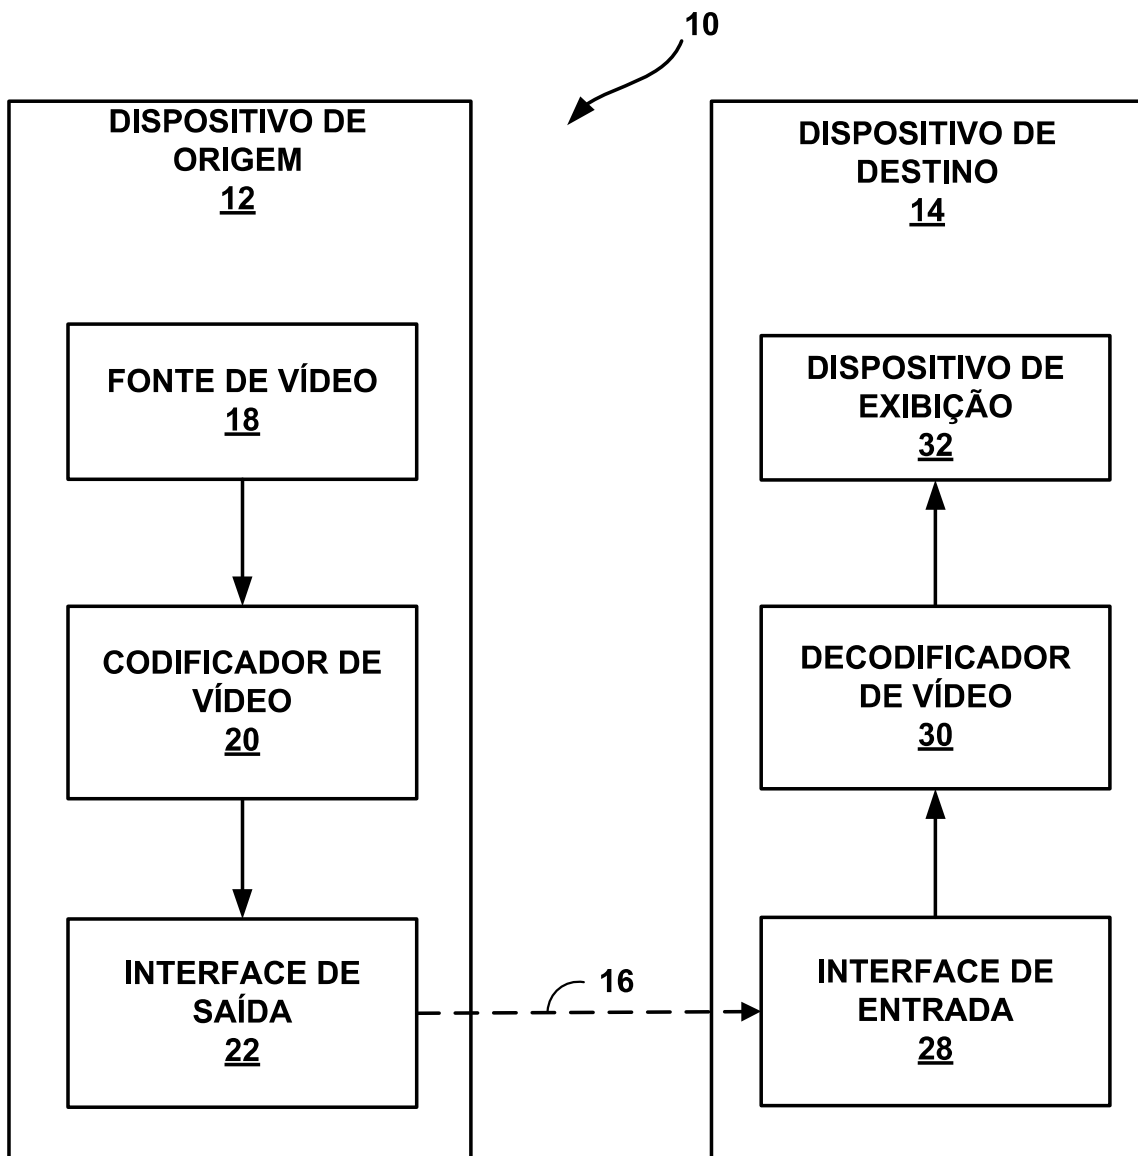 10
DISPOSITIVO DE
ORIGEM
12
FONTE DE VÍDEO
18
CODIFICADOR DE
VÍDEO
20
INTERFACE DE
SAÍDA
22
16
DISPOSITIVO DE
DESTINO
14
DISPOSITIVO DE
EXIBIÇÃO
32
DECODIFICADOR
DE VÍDEO
30
INTERFACE DE
ENTRADA
28